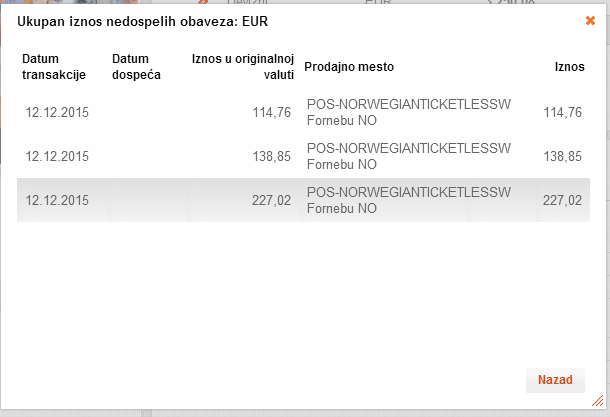 Devizni EUR
Ukupan iznos nedospelih obaveza: EUR
Datum transakcije Datum dospeća Iznos u originalnoj valuti Prodajno mesto Iznos
12.12.2015 114,76 POS-NORWEGIANTICKETLESSW 114,76
Fornebu NO
12.12.2015 138,85 POS-NORWEGIANTICKETLESSW 138,85
Fornebu NO
12.12.2015 227,02 POS-NORWEGIANTICKETLESSW 227,02
Fornebu NO
Nazad